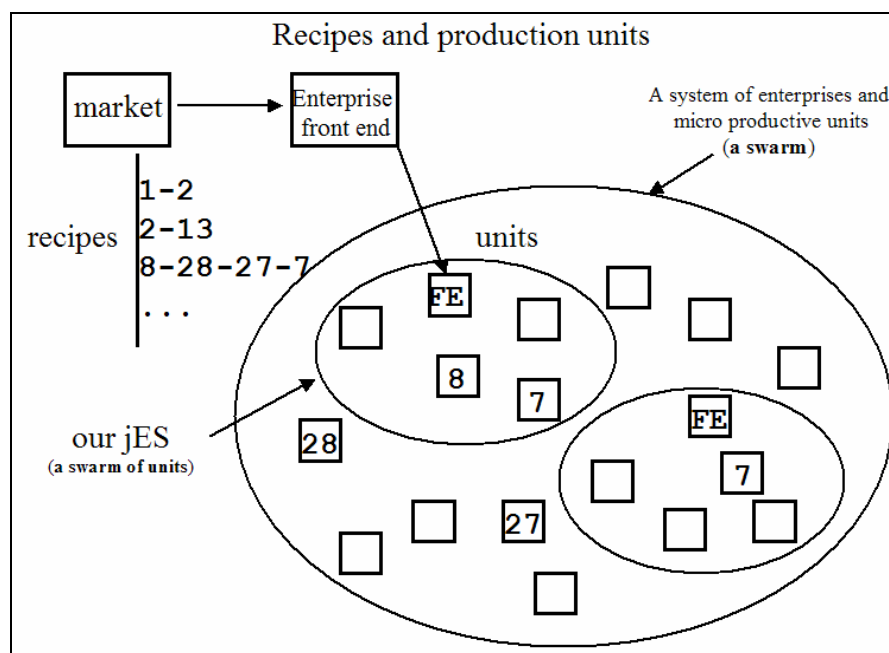 Recipes and production units
market
Enterprise
front end
A system of enterprises and
micro productive units
(a swarm)
recipes
1-2
2-13
8-28-27-7
...
units
FE
8
7
our jES
(a swarm of units)
28
FE
7
27